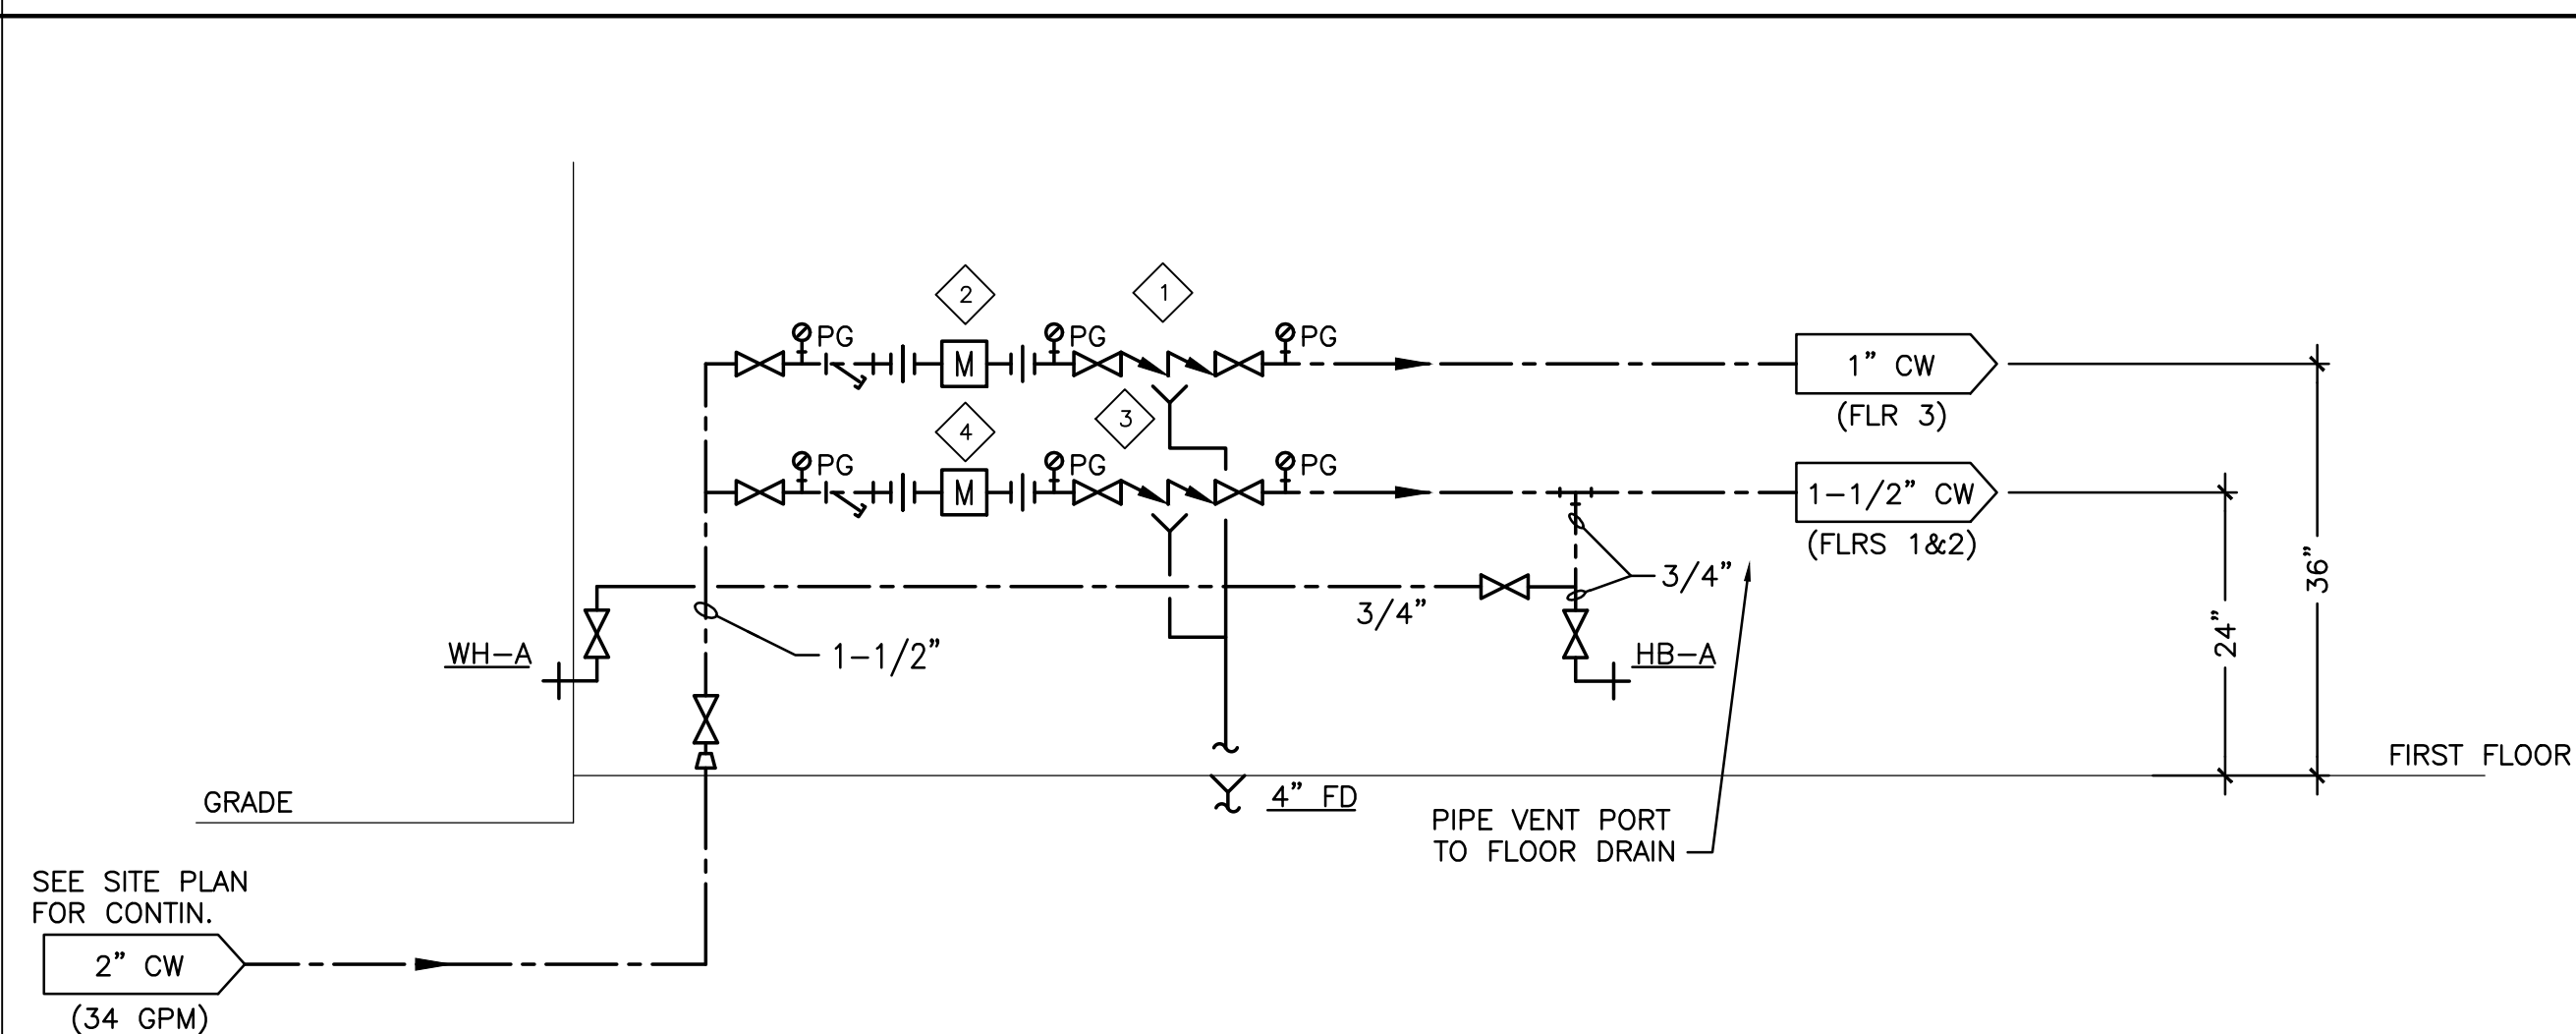 2
1
PG
PG
PG
M
1” CW
(FLR 3)
4
3
PG
PG
PG
M
1-1/2” CW
(FLRS 1&2)
3/4”
3/4”
36”
24”
WH-A
1-1/2”
HB-A
FIRST FLOOR
GRADE
4” FD
PIPE VENT PORT
TO FLOOR DRAIN
SEE SITE PLAN
FOR CONTIN.
2” CW
(34 GPM)